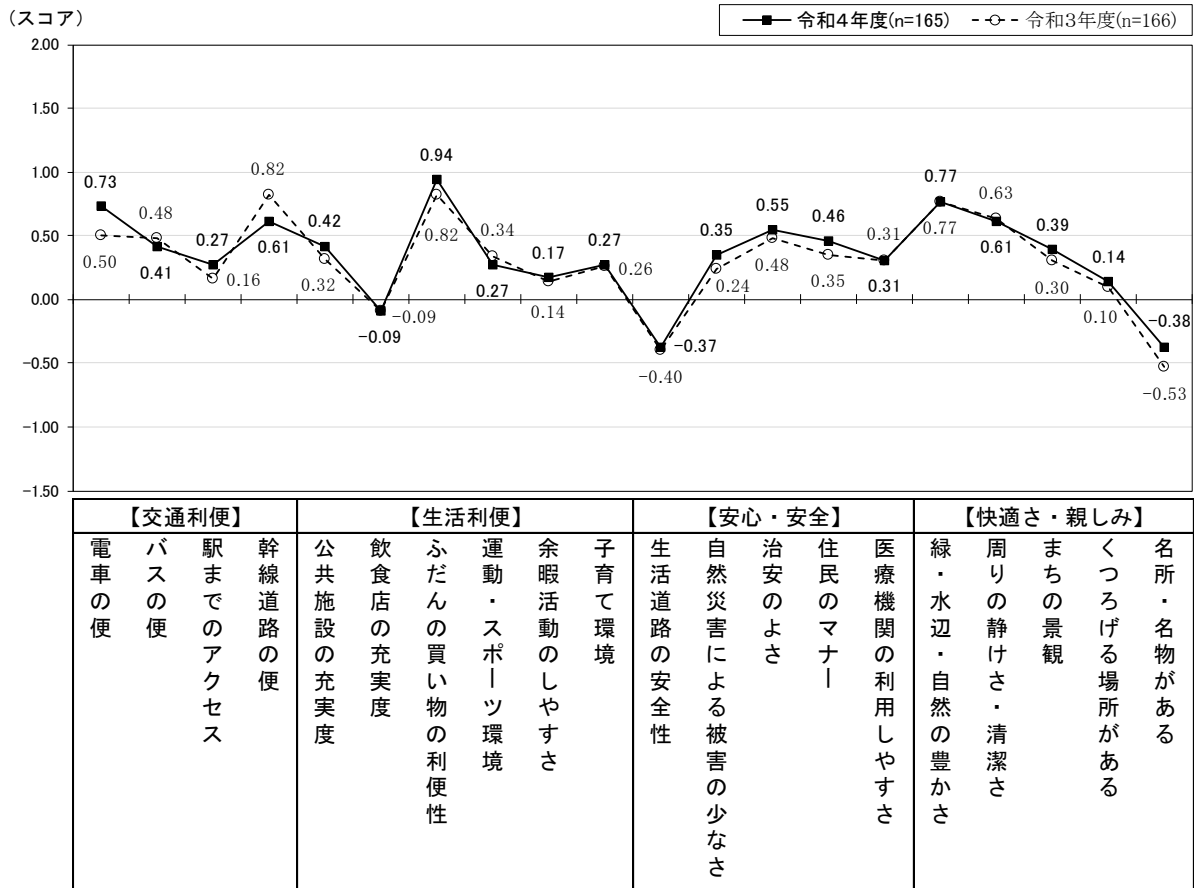 (スコア)
令和4年度(n=165) 令和3年度(n=166)
2.00
1.50
1.00
0.50
0.00
-0.50
-1.00
-1.50
0.73
0.41
0.27
0.61
0.42
-0.09
0.94
0.27
0.17
0.27
-0.37
0.35
0.55
0.46
0.31
0.77
0.61
0.39
0.14
-0.38
0.50
0.48
0.16
0.82
0.32
-0.09
0.82
0.34
0.14
0.26
-0.40
0.24
0.48
0.35
0.31
0.77
0.63
0.30
0.10
-0.53
【交通利便】
電車の便
バスの便
駅までのアクセス
幹線道路の便
【生活利便】
公共施設の充実度
飲食店の充実度
ふだんの買い物の利便性
運動・スポーツ環境
余暇活動のしやすさ
子育て環境
【安心・安全】
生活道路の安全性
自然災害による被害の少なさ
治安のよさ
住民のマナー
医療機関の利用しやすさ
【快適さ・親しみ】
緑・水辺・自然の豊かさ
周りの静けさ・清潔さ
まちの景観
くつろげる場所がある
名所・名物がある